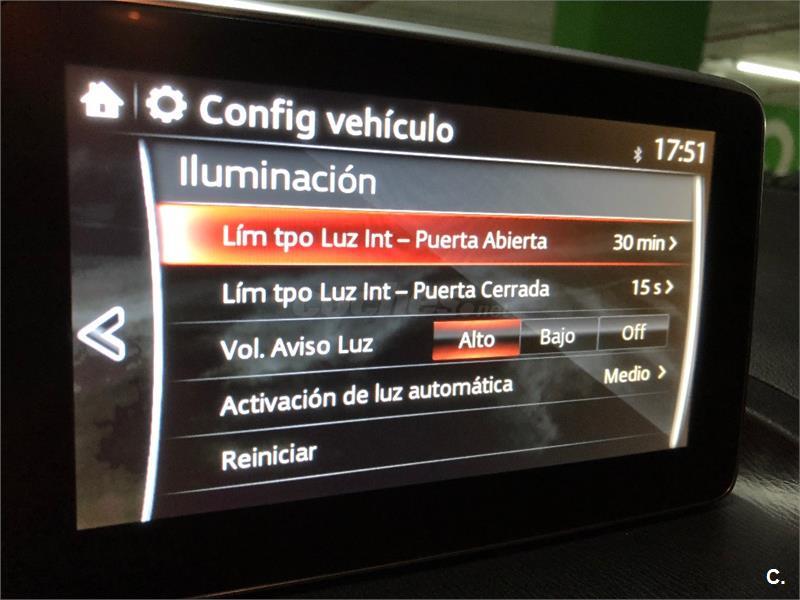 Config vehículo
17:51
Iluminación
Lím tpo Luz Int – Puerta Abierta 30 min
Lím tpo Luz Int – Puerta Cerrada 15 s
Vol. Aviso Luz Alto Bajo Off
Activación de luz automática Medio
Reiniciar
C.